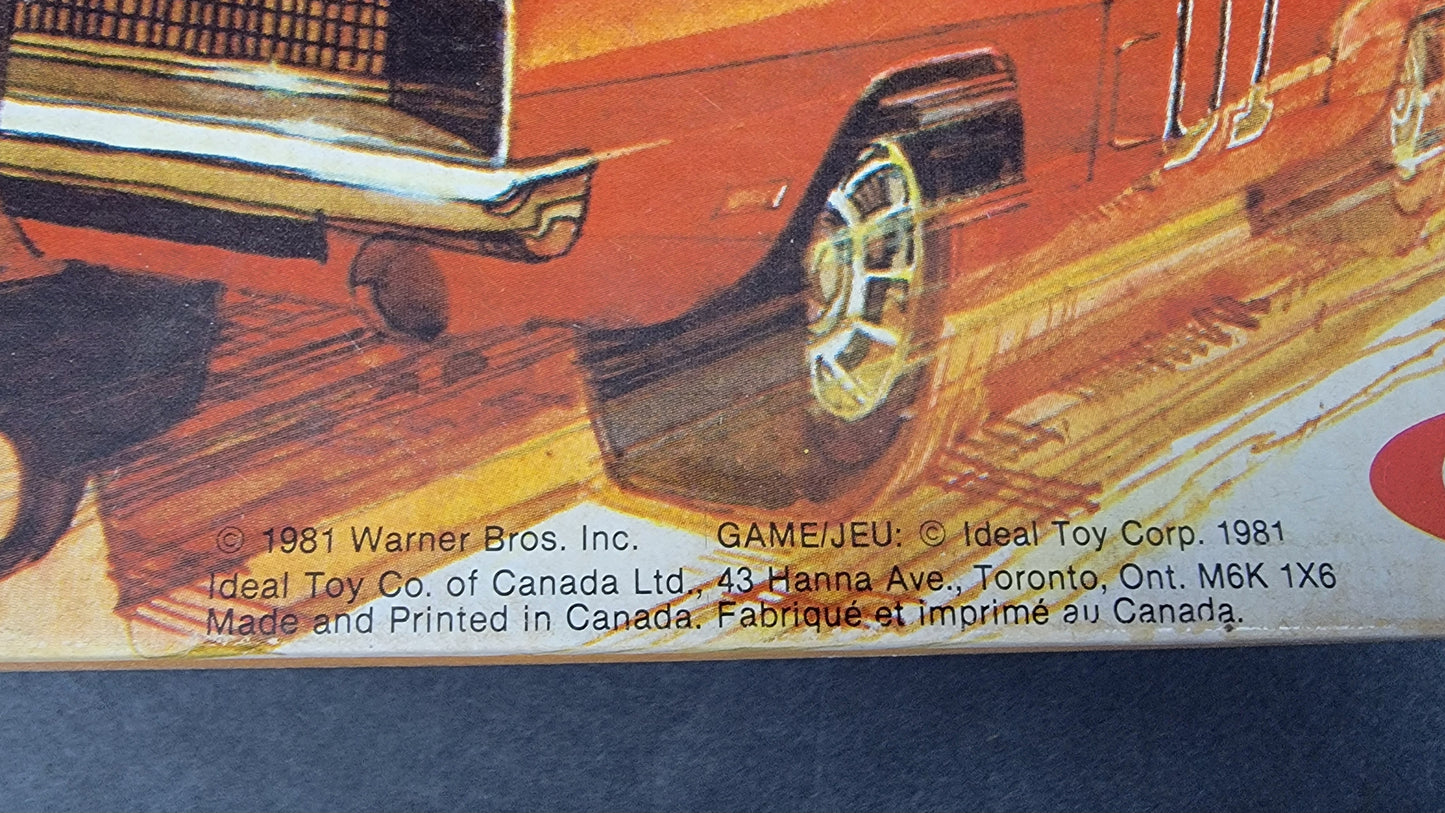 © 1981 Warner Bros. Inc. GAME/JEU: © Ideal Toy Corp. 1981
Ideal Toy Co. of Canada Ltd., 43 Hanna Ave., Toronto, Ont. M6K 1X6
Made and Printed in Canada. Fabriqué et imprimé au Canada.